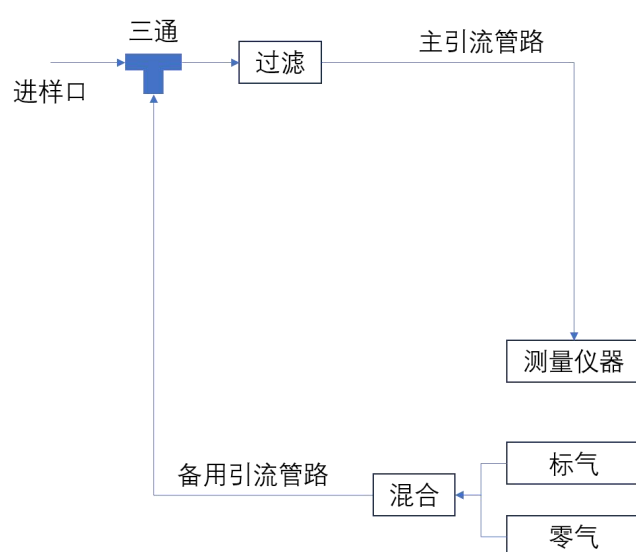 三通
过滤
主引流管路
进样口
测量仪器
备用引流管路
标气
混合
零气